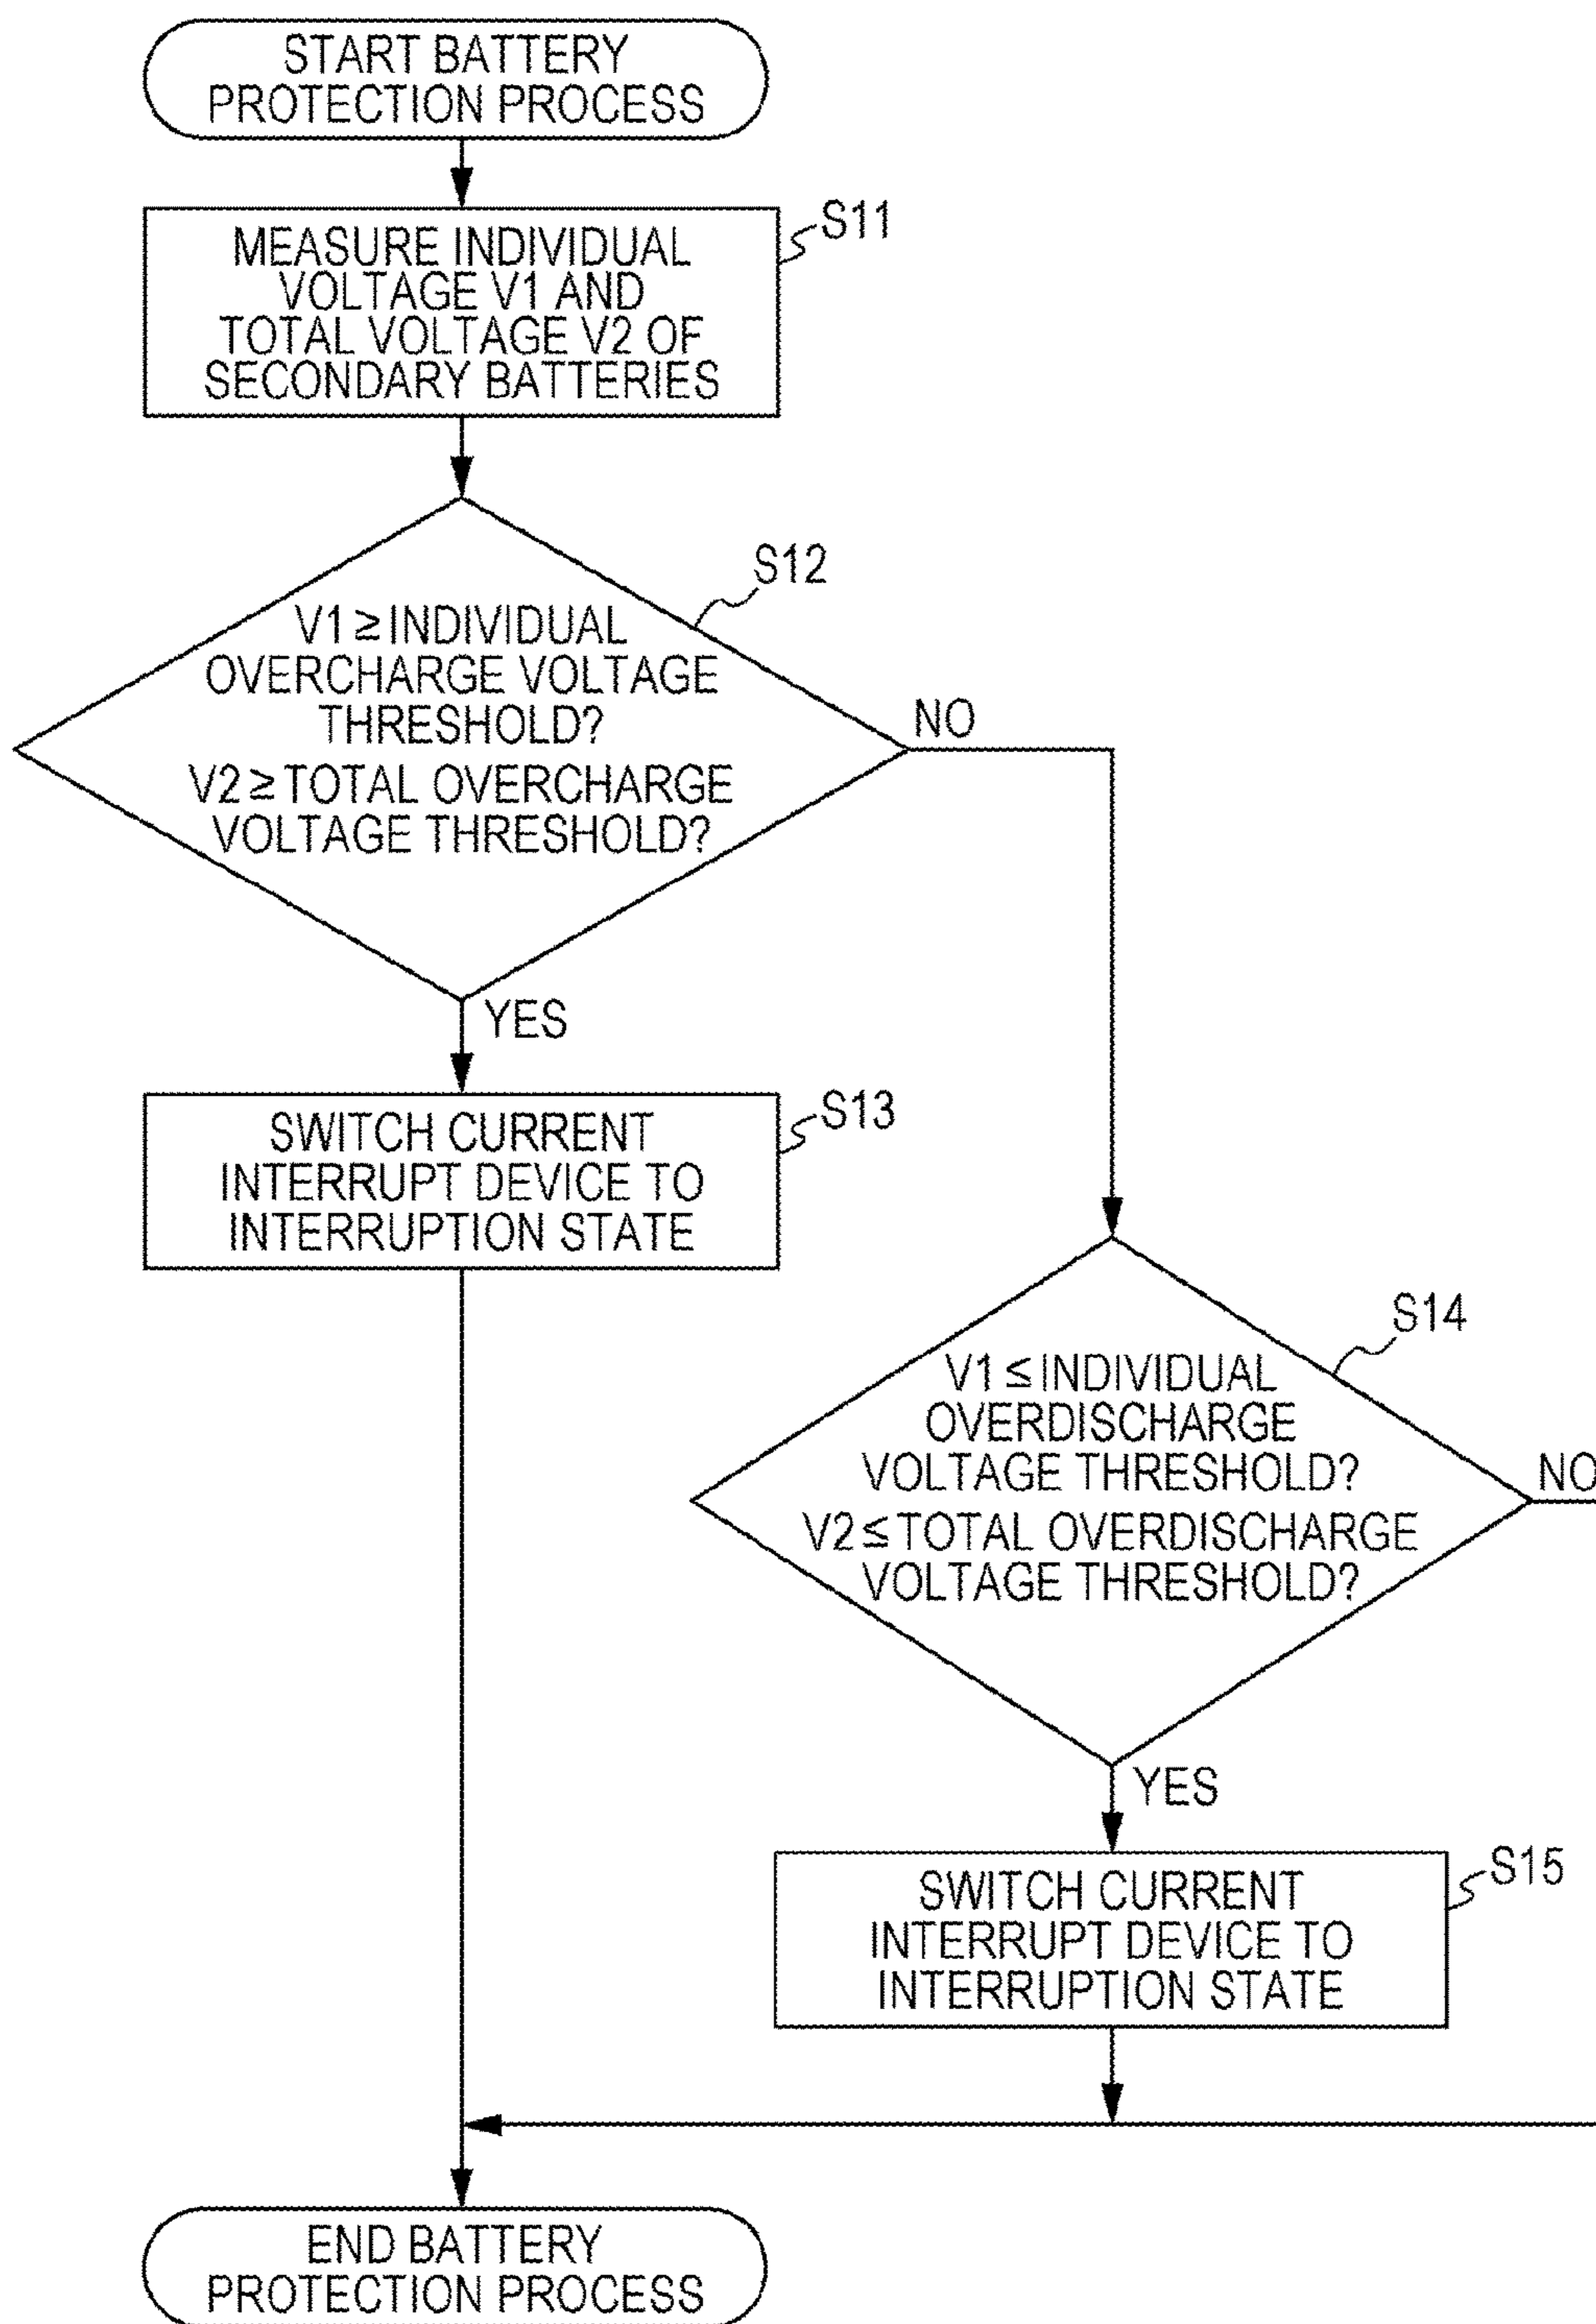 START BATTERY
PROTECTION PROCESS
S11
MEASURE INDIVIDUAL
VOLTAGE V1 AND
TOTAL VOLTAGE V2 OF
SECONDARY BATTERIES
S12
V1 ≥ INDIVIDUAL
OVERCHARGE VOLTAGE
THRESHOLD?
V2 ≥ TOTAL OVERCHARGE
VOLTAGE THRESHOLD?
NO
YES
S13
SWITCH CURRENT
INTERRUPT DEVICE TO
INTERRUPTION STATE
S14
V1 ≤ INDIVIDUAL
OVERDISCHARGE
VOLTAGE THRESHOLD?
V2 ≤ TOTAL OVERDISCHARGE
VOLTAGE THRESHOLD?
NO
YES
S15
SWITCH CURRENT
INTERRUPT DEVICE TO
INTERRUPTION STATE
END BATTERY
PROTECTION PROCESS